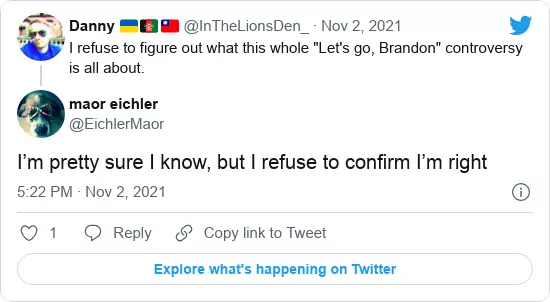 Danny 🇺🇦🇦🇫🇹🇼 @InTheLionsDen_ · Nov 2, 2021
I refuse to figure out what this whole "Let's go, Brandon" controversy
is all about.
maor eichler
@EichlerMaor
I’m pretty sure I know, but I refuse to confirm I’m right
5:22 PM · Nov 2, 2021
1 Reply Copy link to Tweet
Explore what's happening on Twitter